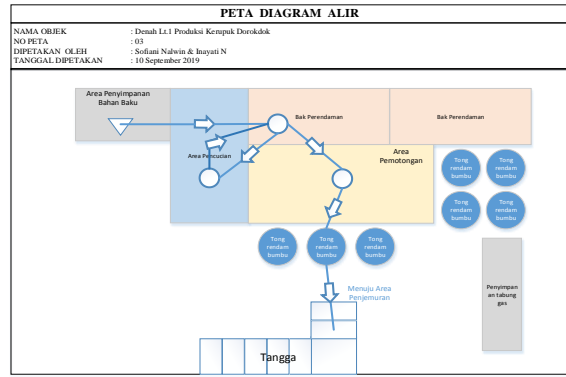 PETA DIAGRAM ALIR
NAMA OBJEK : Denah Lt.1 Produksi Kerupuk Dorokdok
NO PETA : 03
DIPETAKAN OLEH : Sofiani Nalwin & Inayati N
TANGGAL DIPETAKAN : 10 September 2019
Area Penyimpanan
Bahan Baku
Bak Perendaman
Bak Perendaman
Area Pencucian
Area
Pemotongan
Tong
rendam
bumbu
Tong
rendam
bumbu
Tong
rendam
bumbu
Tong
rendam
bumbu
Tong
rendam
bumbu
Tong
rendam
bumbu
Tong
rendam
bumbu
Penyimpan
an tabung
gas
Menuju Area
Penjemuran
Tangga